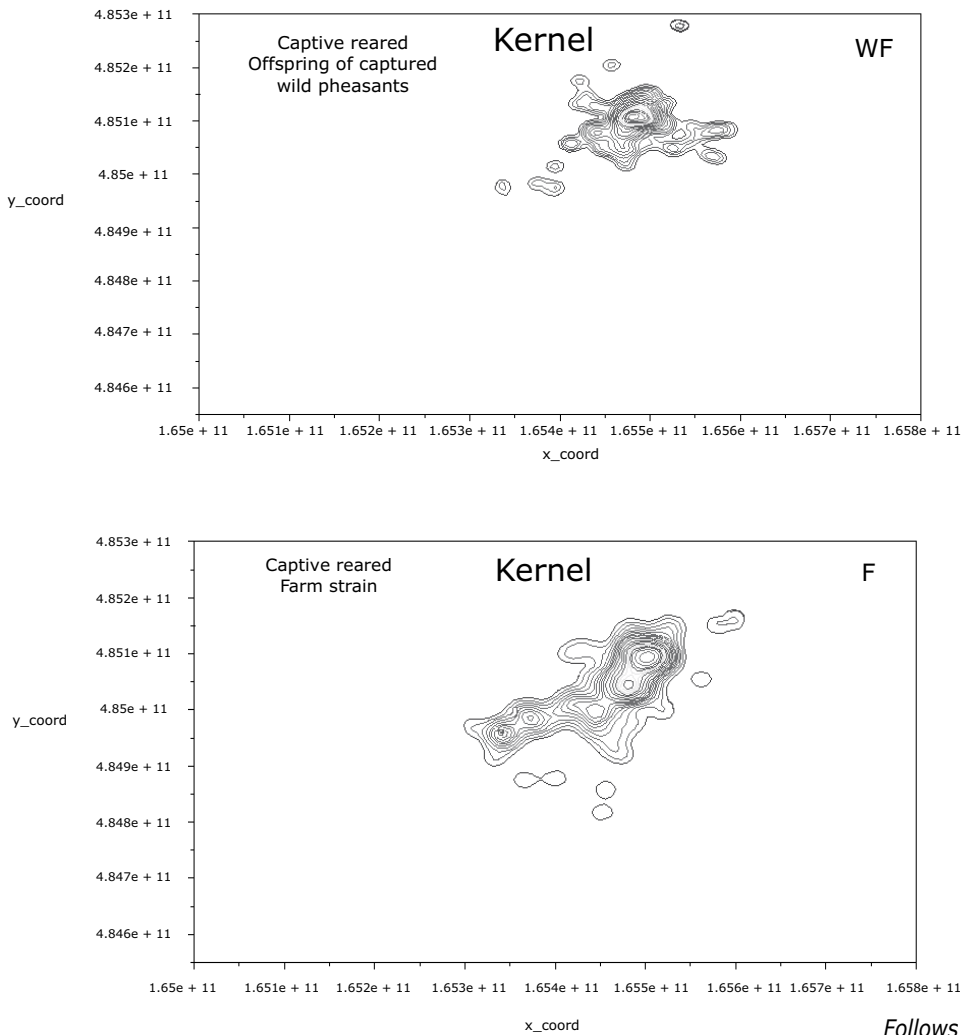 4.853e + 11
Captive reared
Offspring of captured
wild pheasants
Kernel
WF
4.852e + 11
4.851e + 11
4.85e + 11
y_coord
4.849e + 11
4.848e + 11
4.847e + 11
4.846e + 11
1.65e + 11 1.651e + 11 1.652e + 11 1.653e + 11 1.654e + 11 1.655e + 11 1.656e + 11 1.657e + 11 1.658e + 11
x_coord
4.853e + 11
Captive reared
Farm strain
Kernel
F
4.852e + 11
4.851e + 11
4.85e + 11
y_coord
4.849e + 11
4.848e + 11
4.847e + 11
4.846e + 11
1.65e + 11 1.651e + 11 1.652e + 11 1.653e + 11 1.654e + 11 1.655e + 11 1.656e + 11 1.657e + 11 1.658e + 11
x_coord
Follows